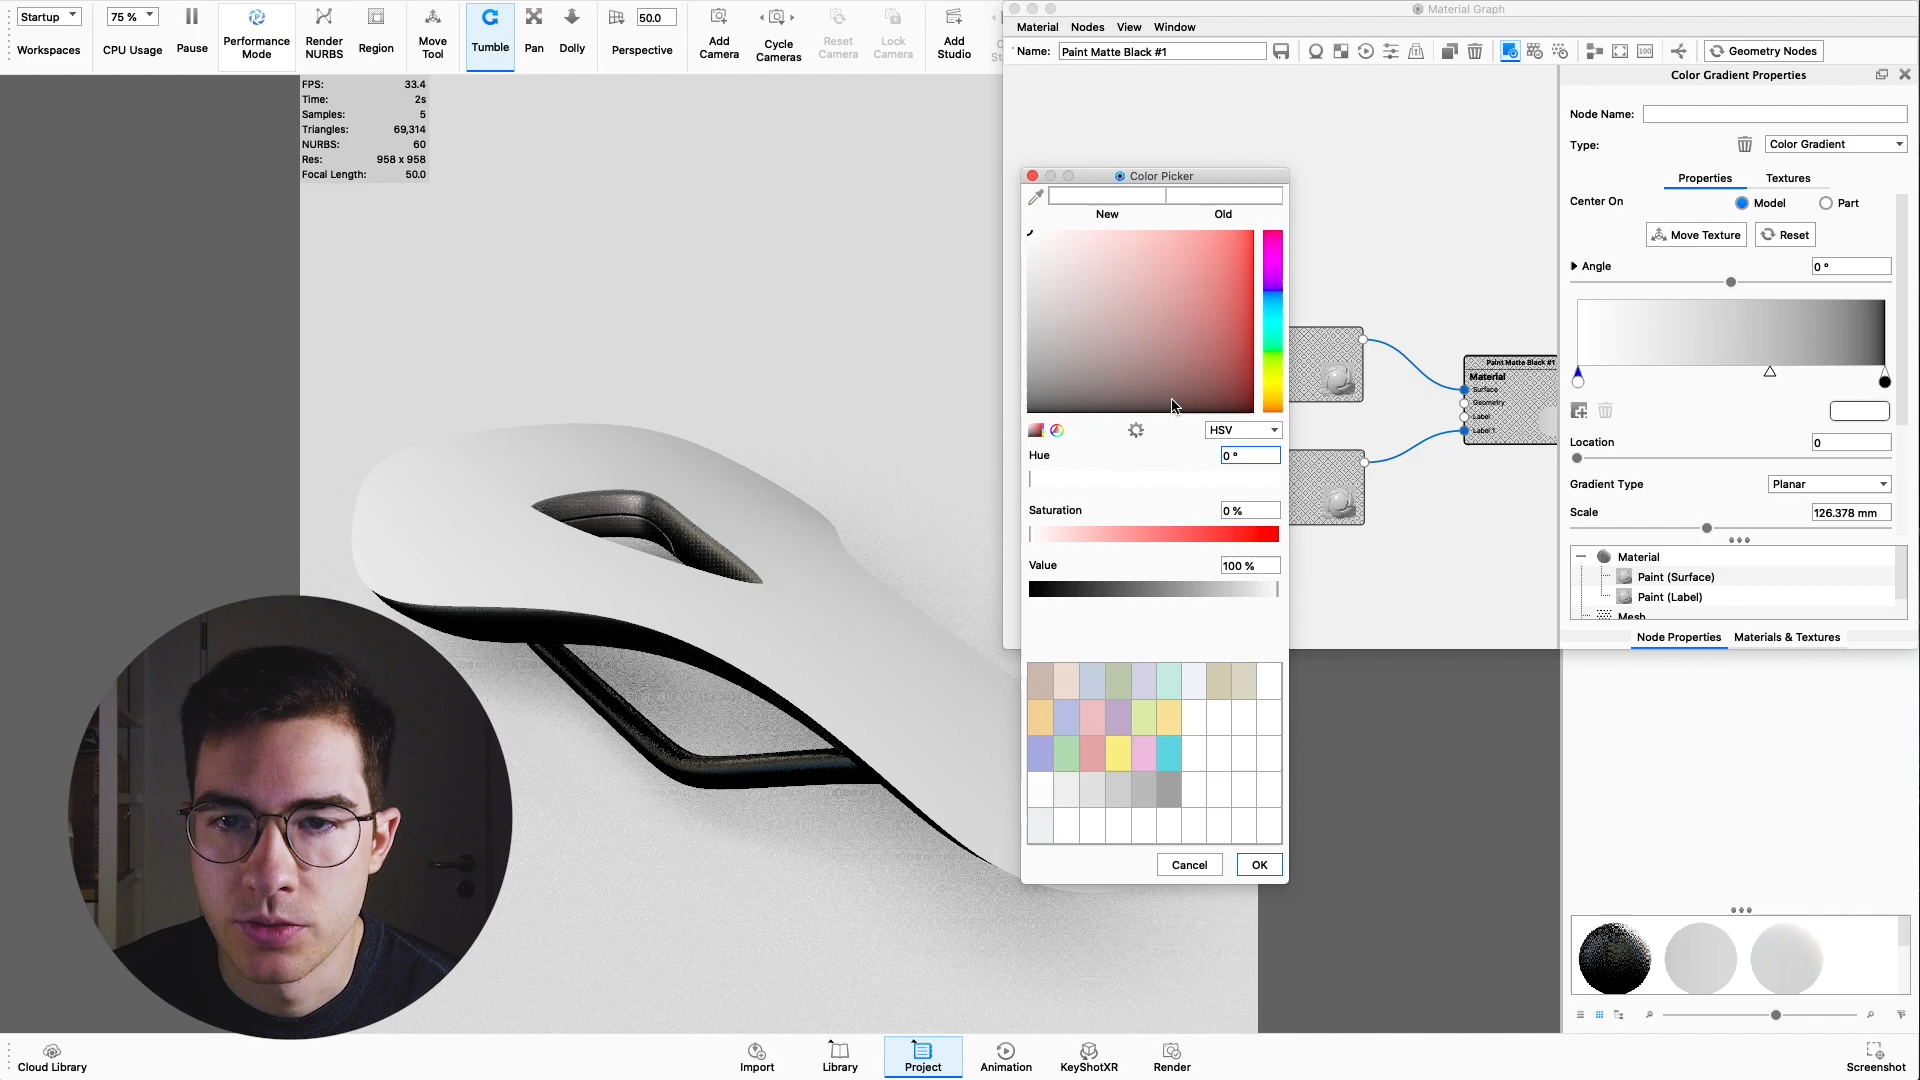 Startup
Workspaces
75 %
CPU Usage
Pause
Performance
Mode
Render
NURBS
Region
Move
Tool
Tumble
Pan
Dolly
50.0
Perspective
Add
Camera
Cycle
Cameras
Reset
Camera
Lock
Camera
Add
Studio
FPS: 33.4
Time: 2s
Samples: 5
Triangles: 69,314
NURBS: 60
Res: 958 x 958
Focal Length: 50.0
Material Graph
Material Nodes View Window
Name: Paint Matte Black #1
Geometry Nodes
Color Picker
New Old
HSV
Hue 0 °
Saturation 0 %
Value 100 %
Cancel OK
Paint Matte Black #1
Material
Surface
Geometry
Label
Label 1
Color Gradient Properties
Node Name:
Type: Color Gradient
Properties Textures
Center On Model Part
Move Texture Reset
Angle 0 °
Location 0
Gradient Type Planar
Scale 126.378 mm
Material
Paint (Surface)
Paint (Label)
Mesh
Node Properties Materials & Textures
Cloud Library
Import
Library
Project
Animation
KeyShotXR
Render
Screenshot